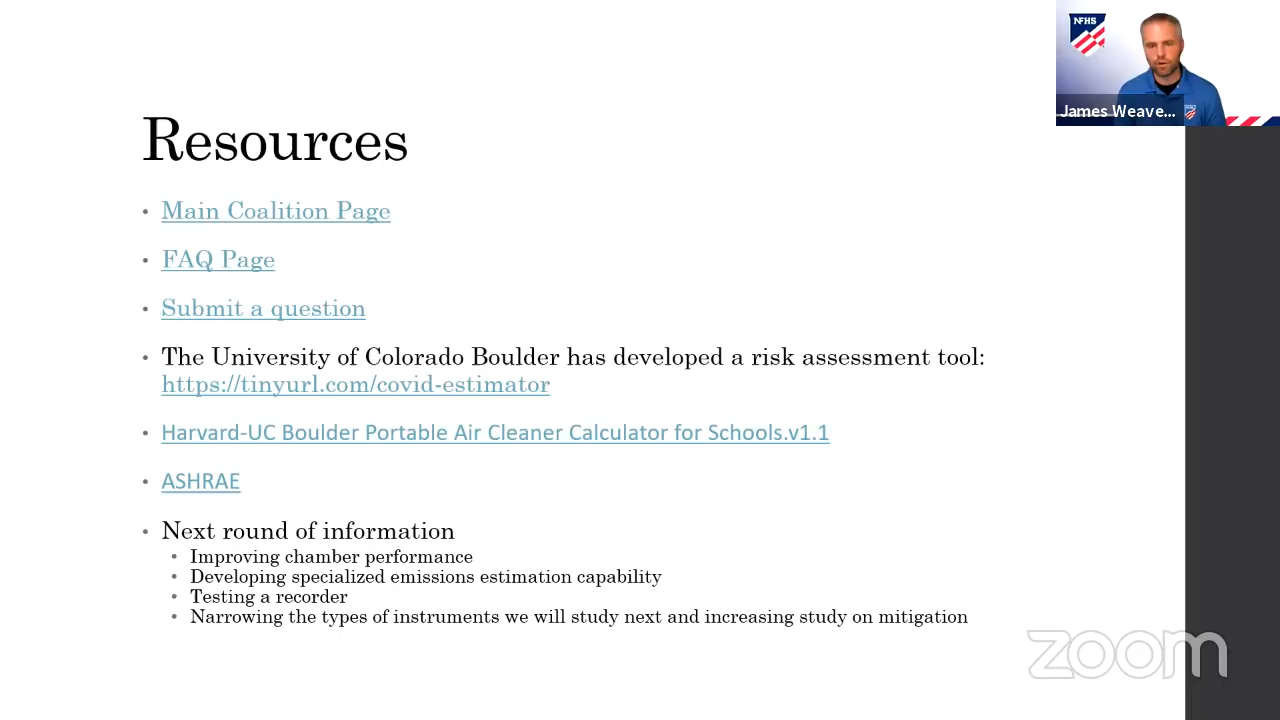 NFHS
James Weave...
Resources
• Main Coalition Page
• FAQ Page
• Submit a question
• The University of Colorado Boulder has developed a risk assessment tool:
https://tinyurl.com/covid-estimator
• Harvard-UC Boulder Portable Air Cleaner Calculator for Schools.v1.1
• ASHRAE
• Next round of information
• Improving chamber performance
• Developing specialized emissions estimation capability
• Testing a recorder
• Narrowing the types of instruments we will study next and increasing study on mitigation
zoom